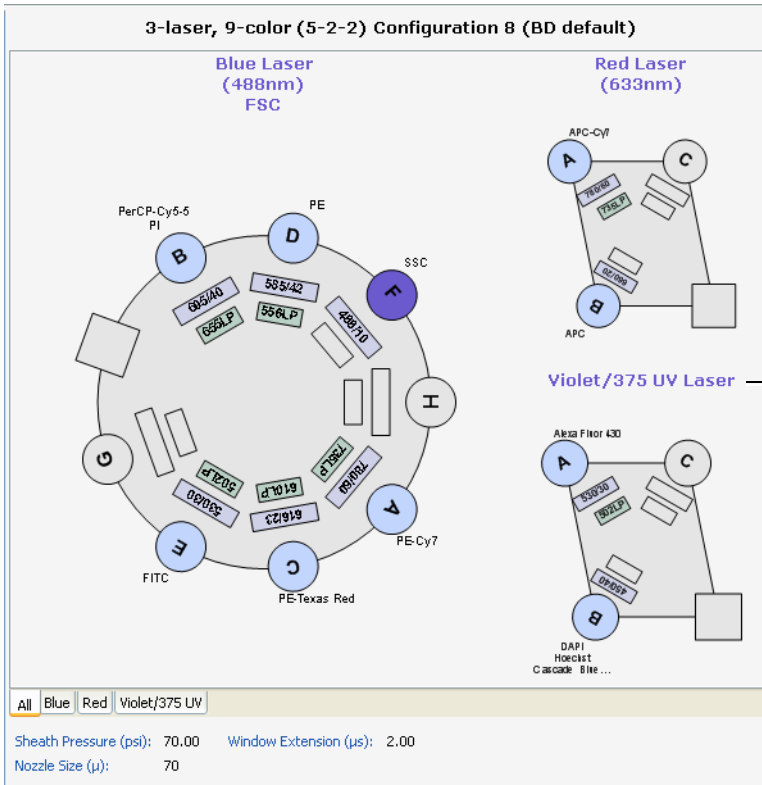 3-laser, 9-color (5-2-2) Configuration 8 (BD default)
Blue Laser
(488nm)
FSC
PerCP-Cy5-5
PI
PE
SSC
B
D
F
695/40
655LP
585/42
556LP
488/10
H
G
502LP
530/30
610LP
616/23
735LP
780/60
E
C
A
FITC
PE-Texas Red
PE-Cy7
Red Laser
(633nm)
APC-Cy7
A
C
780/60
735LP
660/20
B
APC
Violet/375 UV Laser
Alexa Fluor 430
A
C
530/30
502LP
450/40
B
DAPI
Hoechst
Cascade Blue ...
All Blue Red Violet/375 UV
Sheath Pressure (psi): 70.00 Window Extension (µs): 2.00
Nozzle Size (µ): 70